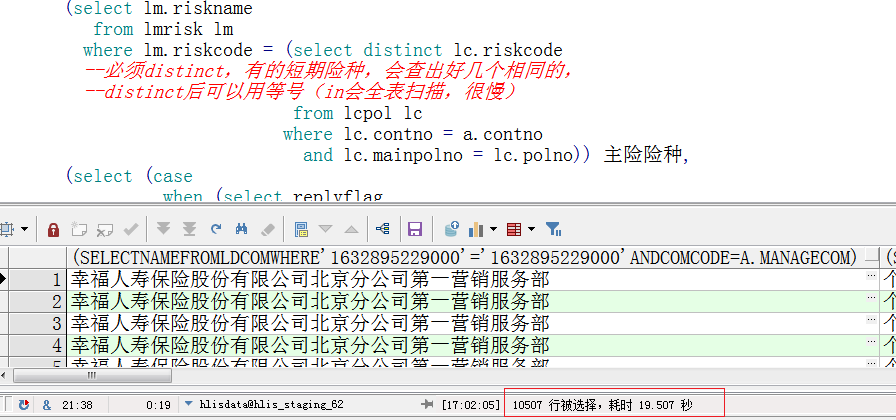 (select lm.riskname
from lmrisk lm
where lm.riskcode = (select distinct lc.riskcode
--必须distinct，有的短期险种，会查出好几个相同的，
--distinct后可以用等号（in会全表扫描，很慢）
from lcpol lc
where lc.contno = a.contno
and lc.mainpolno = lc.polno)) 主险险种,
(select (case
when (select replyflag
(SELECTNAMEFROMLDCOMWHERE'1632895229000'='1632895229000'ANDCOMCODE=A.MANAGECOM) (S
1 幸福人寿保险股份有限公司北京分公司第一营销服务部 ... 个
2 幸福人寿保险股份有限公司北京分公司第一营销服务部 ... 个
3 幸福人寿保险股份有限公司北京分公司第一营销服务部 ... 个
4 幸福人寿保险股份有限公司北京分公司第一营销服务部 ... 个
& 21:38 0:19 hlisdata@hlis_staging_62 [17:02:05] 10507 行被选择，耗时 19.507 秒